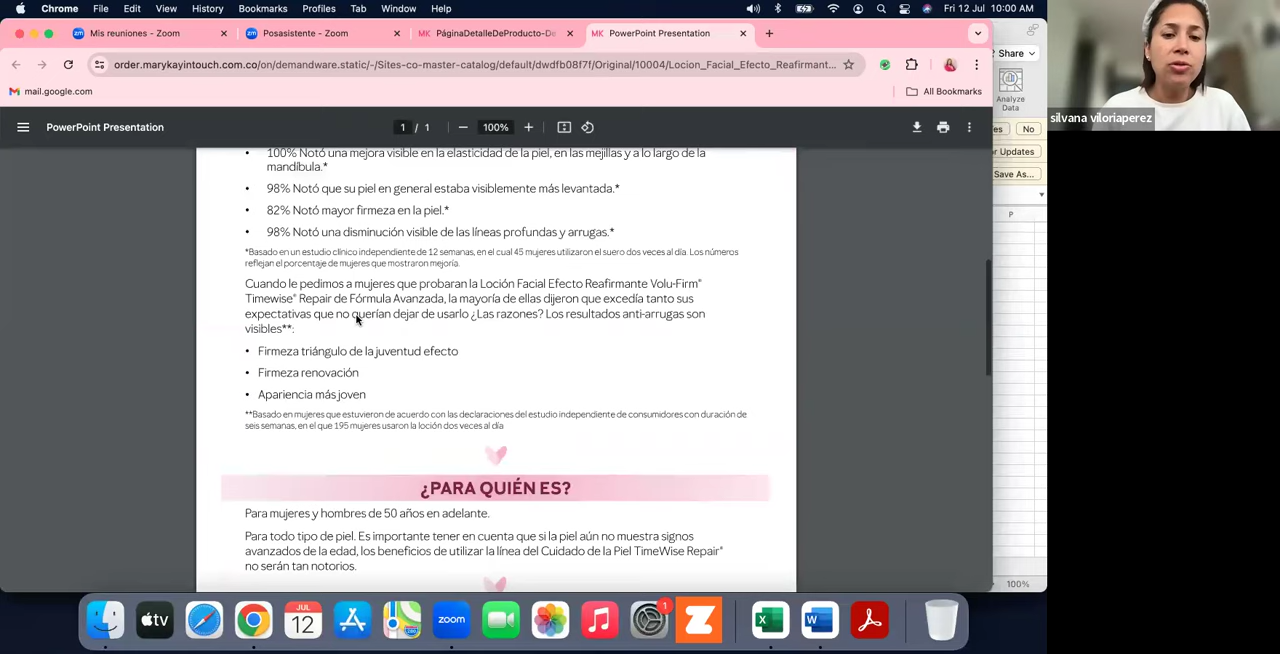 Chrome File Edit View History Bookmarks Profiles Tab Window Help Fri 12 Jul 10:00 AM
Mis reuniones - Zoom
Posasistente - Zoom
PáginaDetalleDeProducto-De
PowerPoint Presentation
Share
order.marykayintouch.com.co/on/demandware.static/-/Sites-co-master-catalog/default/dwdfb08f7f/Original/10004/Locion_Facial_Efecto_Reafirmant...
mail.google.com
All Bookmarks
Analyze
Data
PowerPoint Presentation
1 / 1
100%
silvana viloriaperez
No
Updates
Save As...
P
• 100% Notó una mejora visible en la elasticidad de la piel, en las mejillas y a lo largo de la
mandíbula.*
• 98% Notó que su piel en general estaba visiblemente más levantada.*
• 82% Notó mayor firmeza en la piel.*
• 98% Notó una disminución visible de las líneas profundas y arrugas.*
*Basado en un estudio clínico independiente de 12 semanas, en el cual 45 mujeres utilizaron el suero dos veces al día. Los números
reflejan el porcentaje de mujeres que mostraron mejoría.
Cuando le pedimos a mujeres que probaran la Loción Facial Efecto Reafirmante Volu-Firm®
Timewise® Repair de Fórmula Avanzada, la mayoría de ellas dijeron que excedía tanto sus
expectativas que no querían dejar de usarlo ¿Las razones? Los resultados anti-arrugas son
visibles**:
• Firmeza triángulo de la juventud efecto
• Firmeza renovación
• Apariencia más joven
**Basado en mujeres que estuvieron de acuerdo con las declaraciones del estudio independiente de consumidores con duración de
seis semanas, en el que 195 mujeres usaron la loción dos veces al día
¿PARA QUIÉN ES?
Para mujeres y hombres de 50 años en adelante.
Para todo tipo de piel. Es importante tener en cuenta que si la piel aún no muestra signos
avanzados de la edad, los beneficios de utilizar la línea del Cuidado de la Piel TimeWise Repair®
no serán tan notorios.
100%
tv
JUL
12
zoom
1